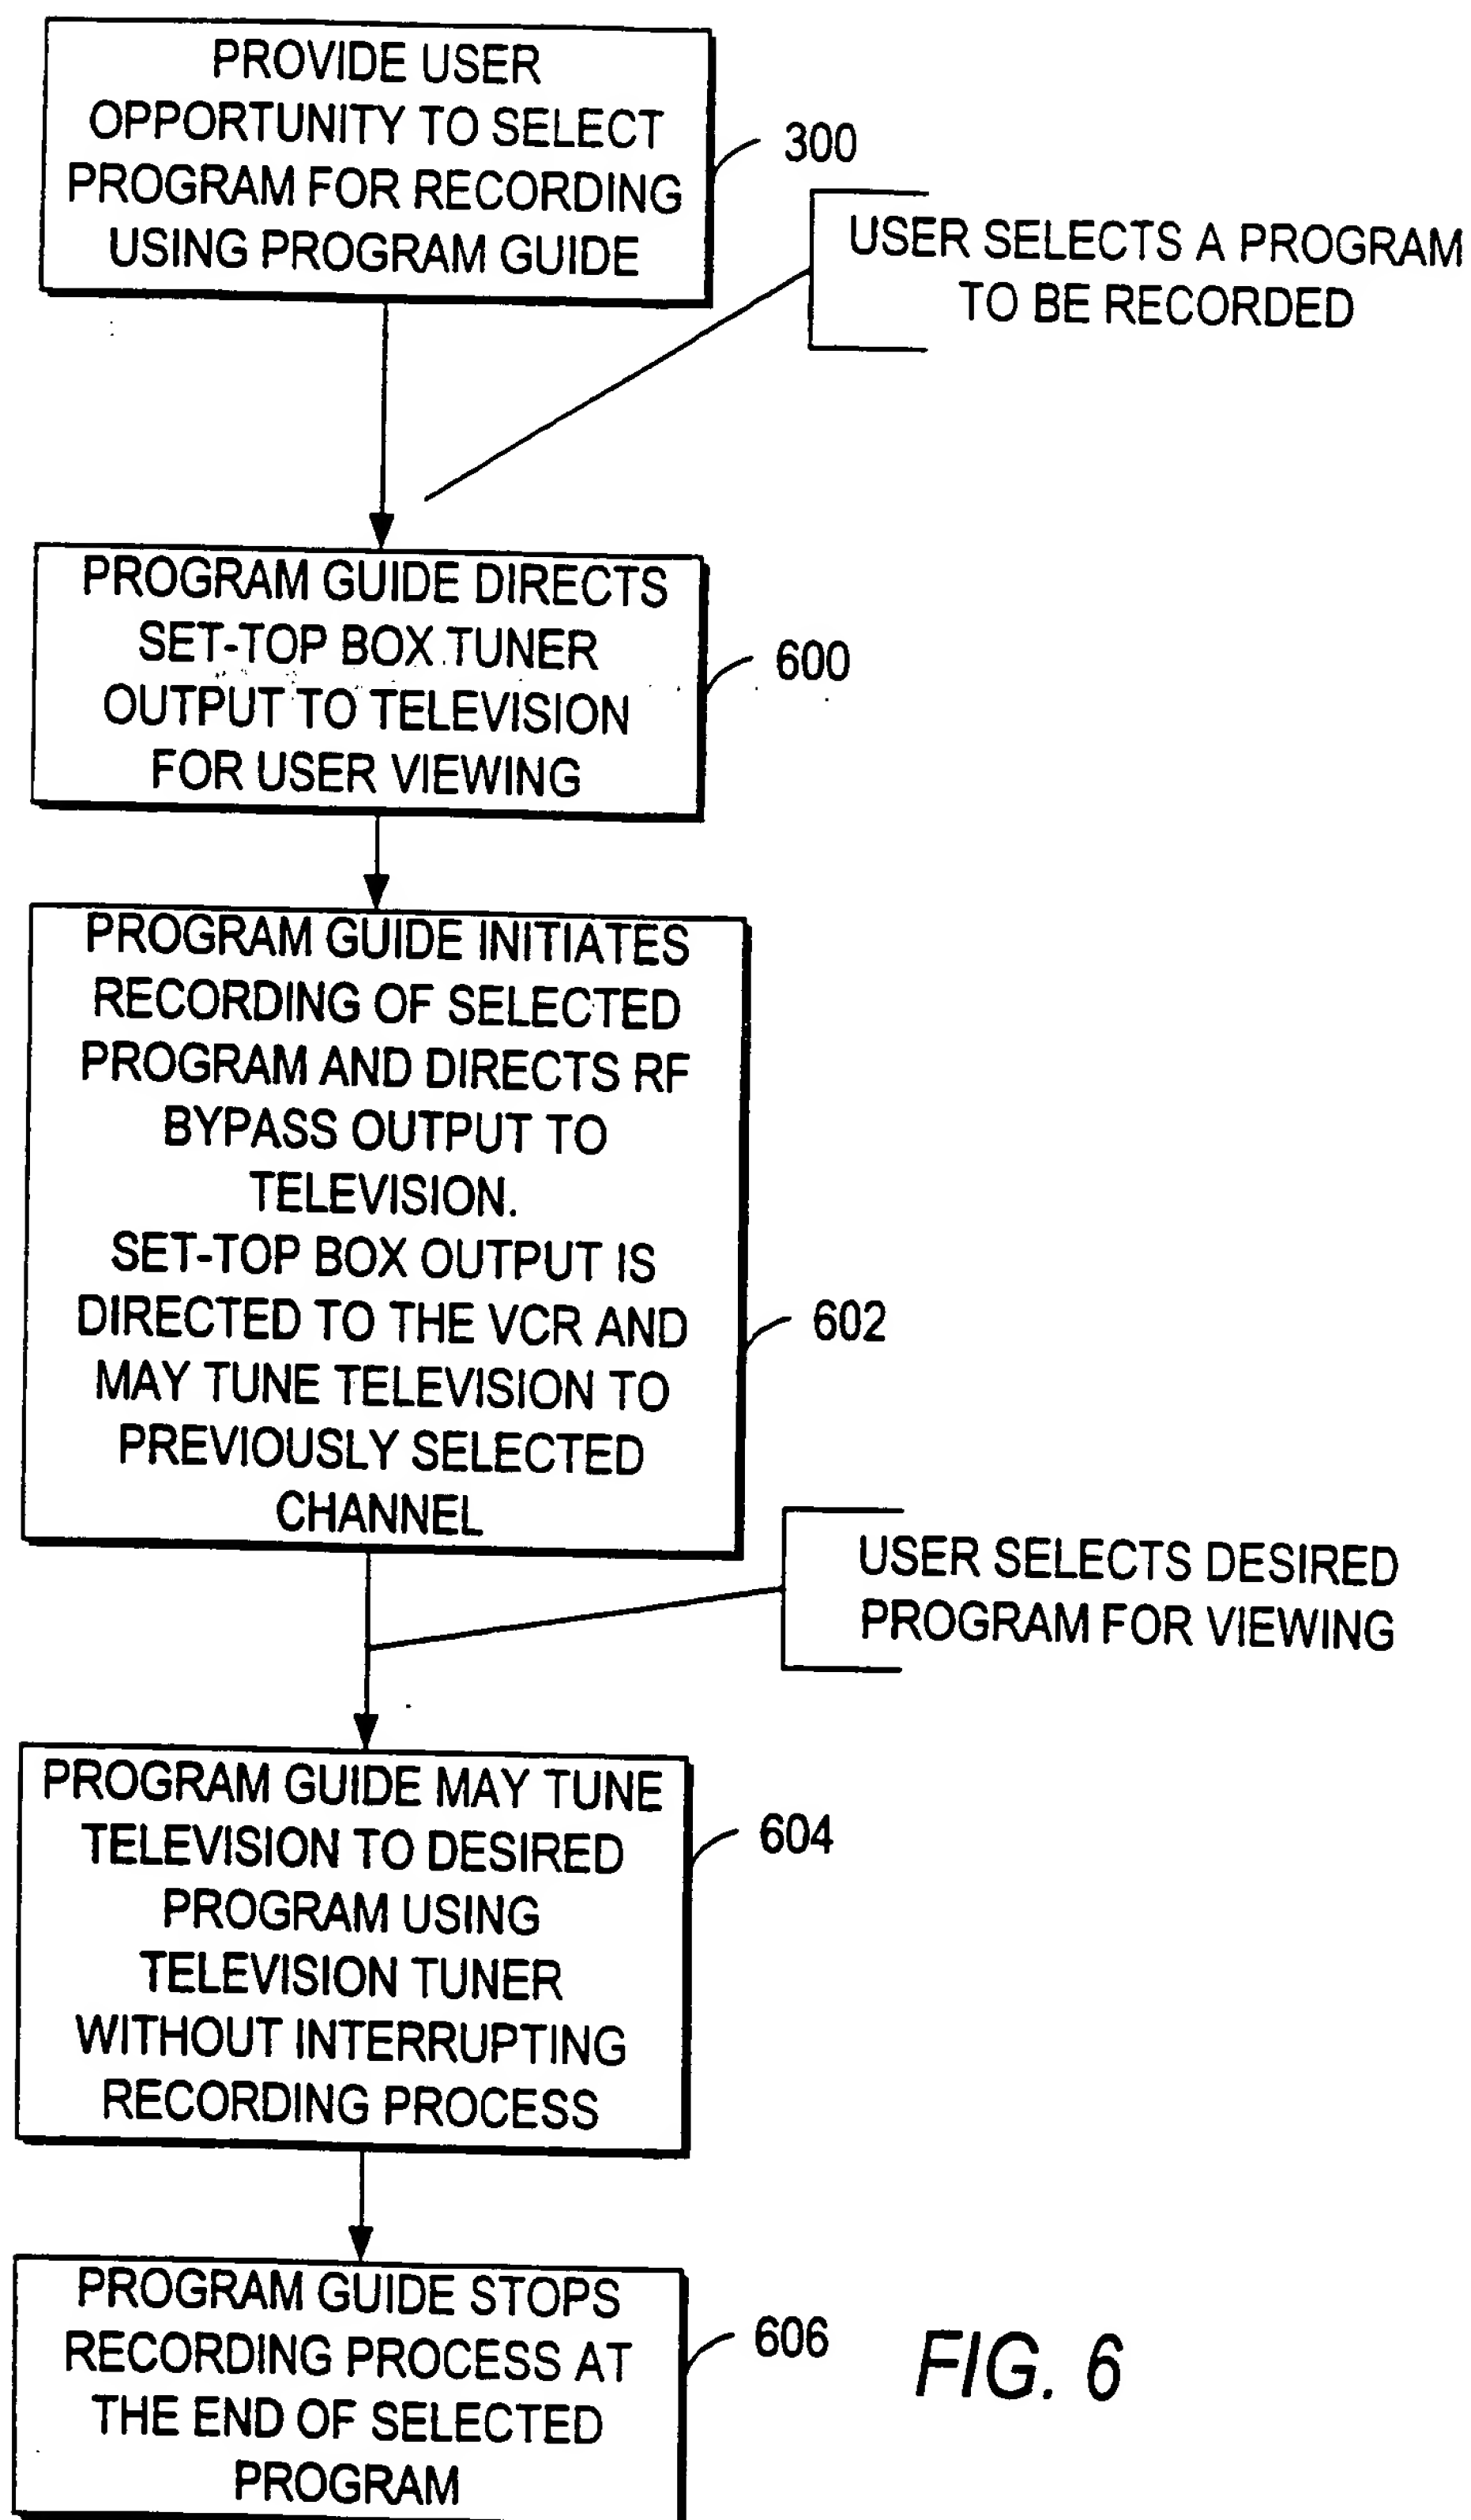 PROVIDE USER
OPPORTUNITY TO SELECT
PROGRAM FOR RECORDING
USING PROGRAM GUIDE
300
USER SELECTS A PROGRAM
TO BE RECORDED
PROGRAM GUIDE DIRECTS
SET-TOP BOX TUNER
OUTPUT TO TELEVISION
FOR USER VIEWING
600
PROGRAM GUIDE INITIATES
RECORDING OF SELECTED
PROGRAM AND DIRECTS RF
BYPASS OUTPUT TO
TELEVISION.
SET-TOP BOX OUTPUT IS
DIRECTED TO THE VCR AND
MAY TUNE TELEVISION TO
PREVIOUSLY SELECTED
CHANNEL
602
USER SELECTS DESIRED
PROGRAM FOR VIEWING
PROGRAM GUIDE MAY TUNE
TELEVISION TO DESIRED
PROGRAM USING
TELEVISION TUNER
WITHOUT INTERRUPTING
RECORDING PROCESS
604
PROGRAM GUIDE STOPS
RECORDING PROCESS AT
THE END OF SELECTED
PROGRAM
606
FIG. 6